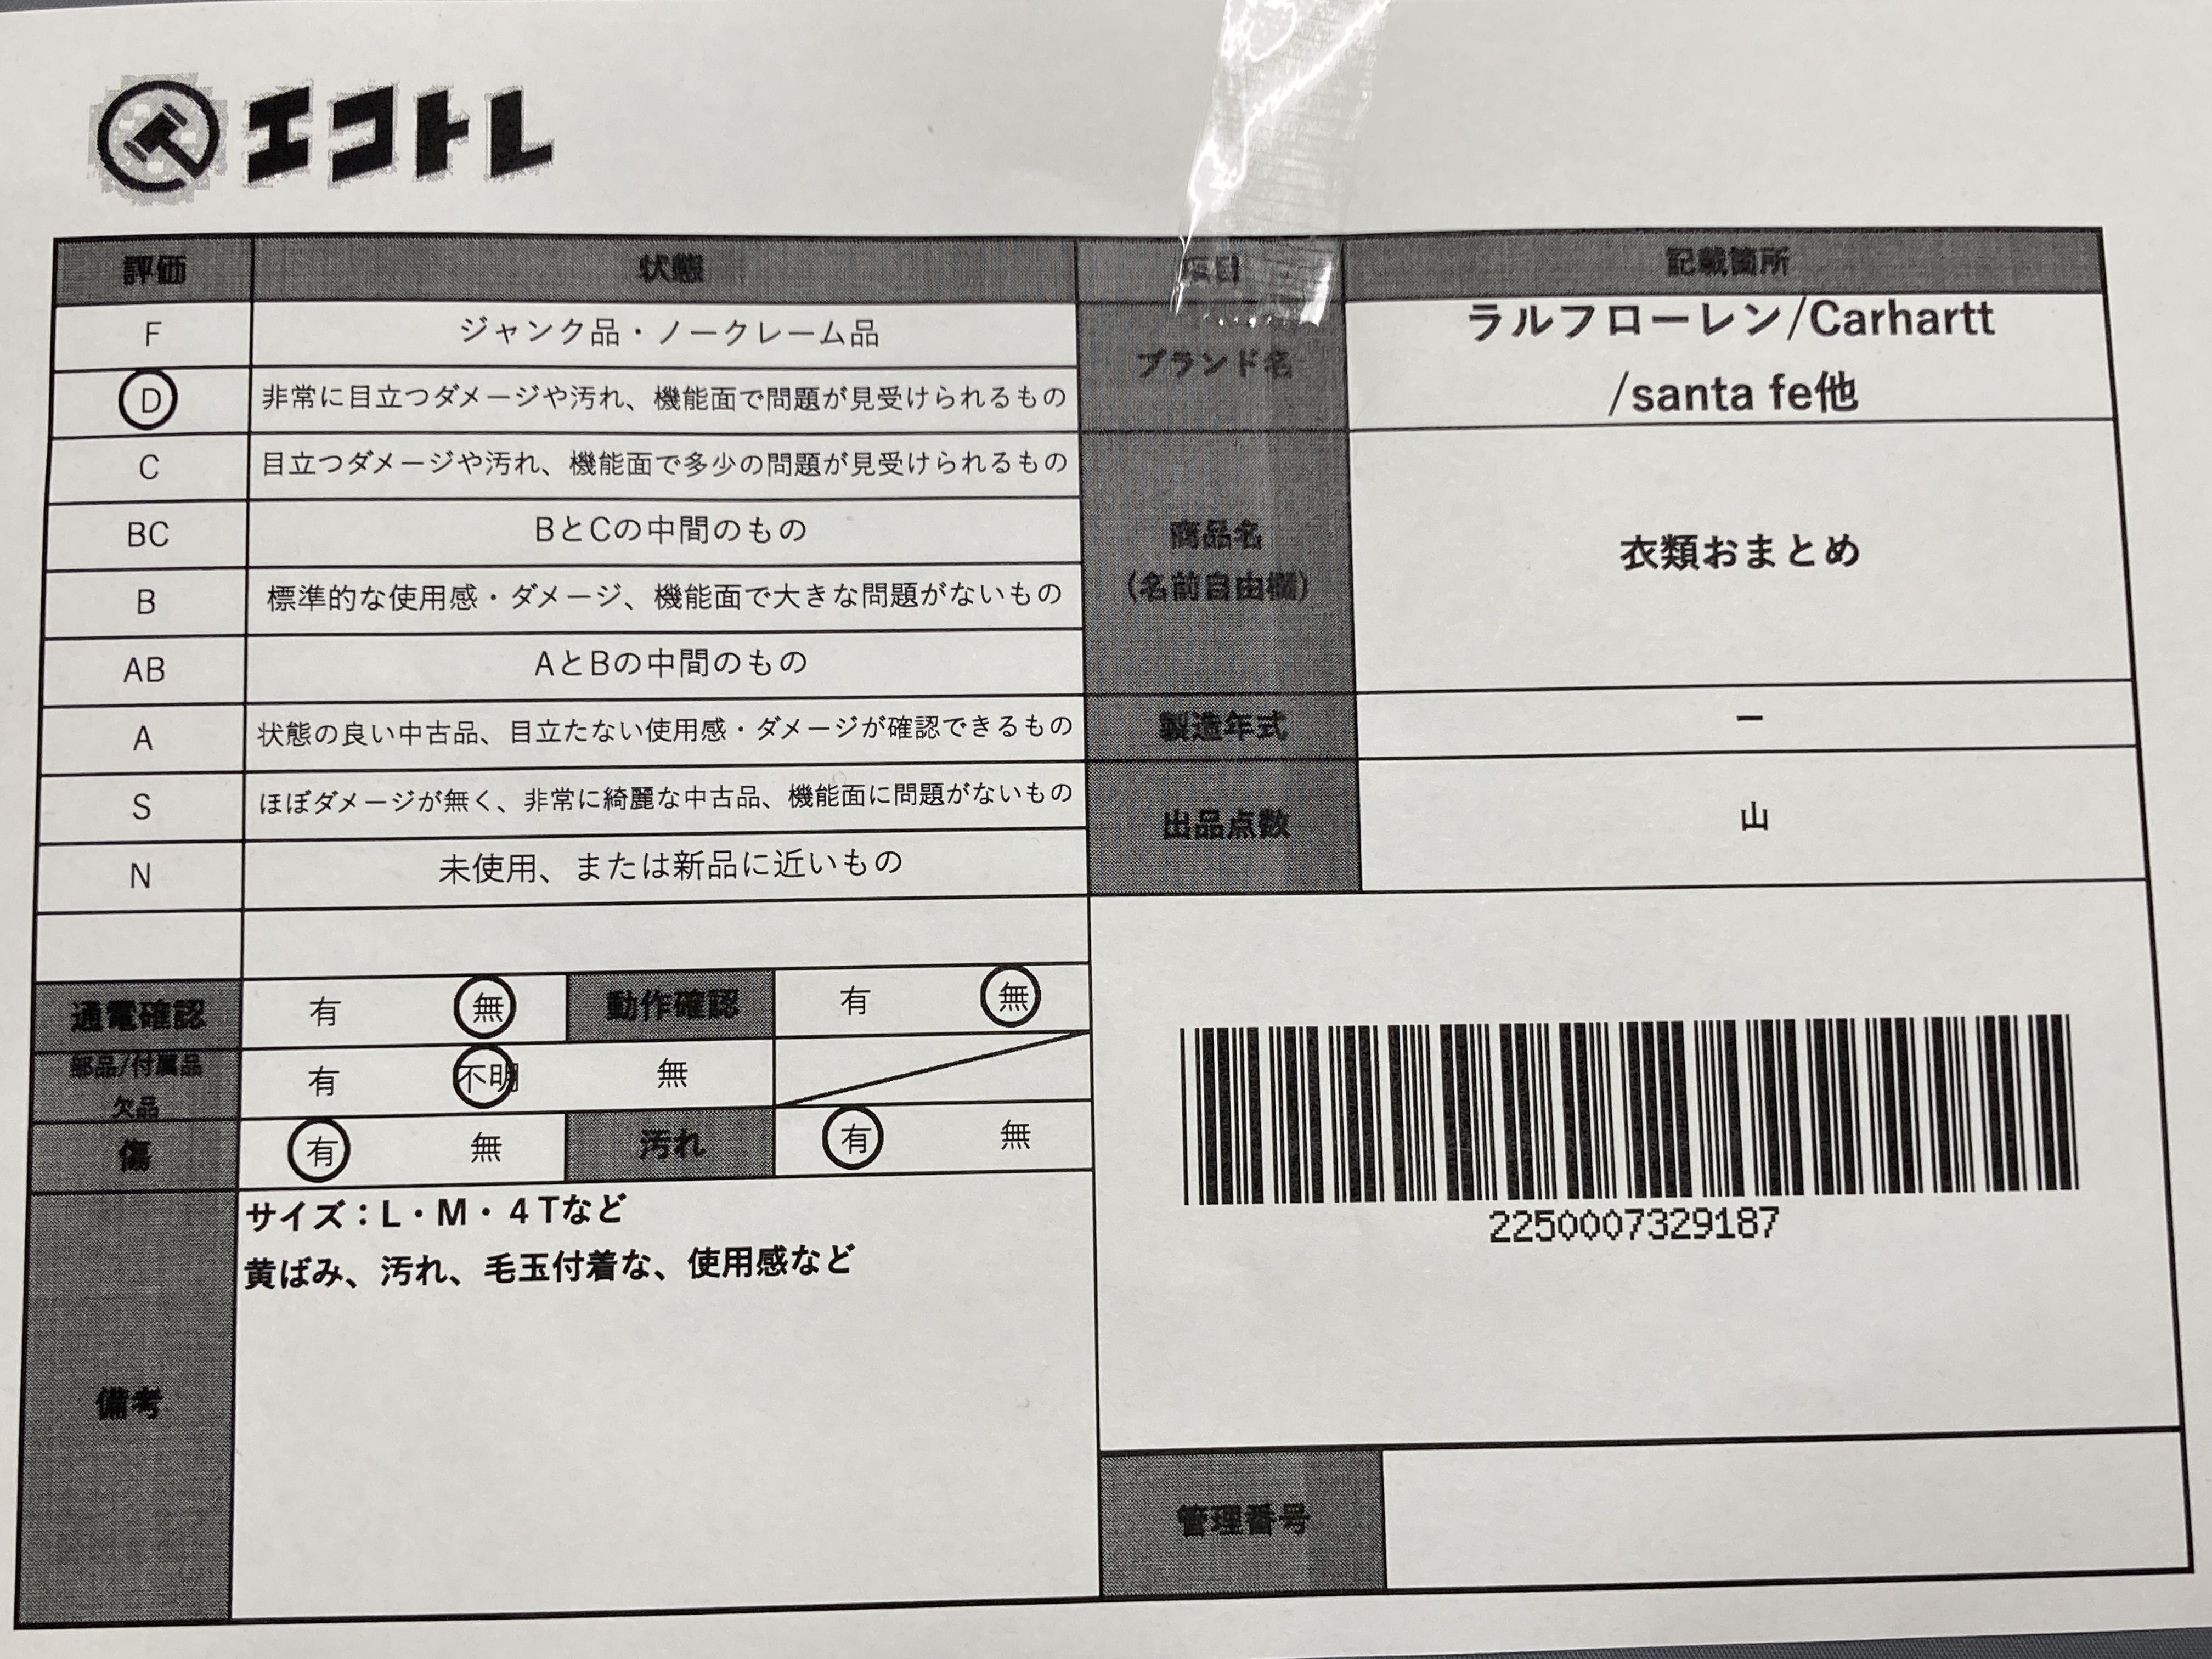 エコトレ
評価 状態 項目 記載箇所
F ジャンク品・ノークレーム品
D 非常に目立つダメージや汚れ、機能面で問題が見受けられるもの
C 目立つダメージや汚れ、機能面で多少の問題が見受けられるもの
BC BとCの中間のもの
B 標準的な使用感・ダメージ、機能面で大きな問題がないもの
AB AとBの中間のもの
A 状態の良い中古品、目立たない使用感・ダメージが確認できるもの
S ほぼダメージが無く、非常に綺麗な中古品、機能面に問題がないもの
N 未使用、または新品に近いもの
ブランド名
ラルフローレン/Carhartt
/santa fe他
商品名
(名前自由欄)
衣類おまとめ
製造年式 ー
出品点数 山
通電確認 有 無 動作確認 有 無
部品/付属品
欠品
有 不明 無
傷 有 無 汚れ 有 無
備考
サイズ：L・M・４Tなど
黄ばみ、汚れ、毛玉付着な、使用感など
2250007329187
管理番号